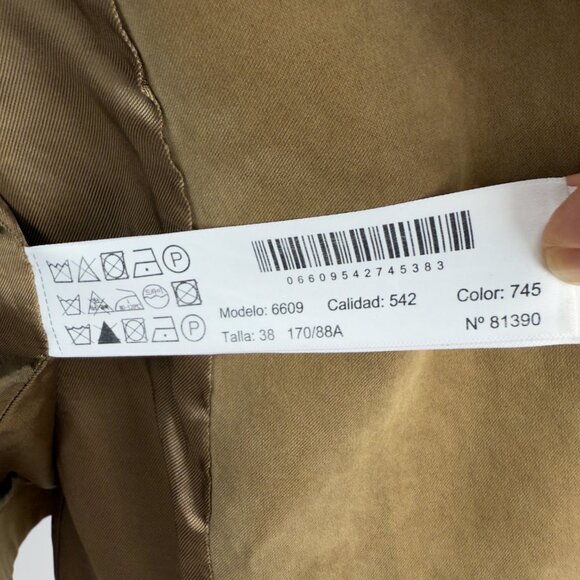 06609542745383
Modelo: 6609 Calidad: 542 Color: 745
Talla: 38 170/88A Nº 81390
P